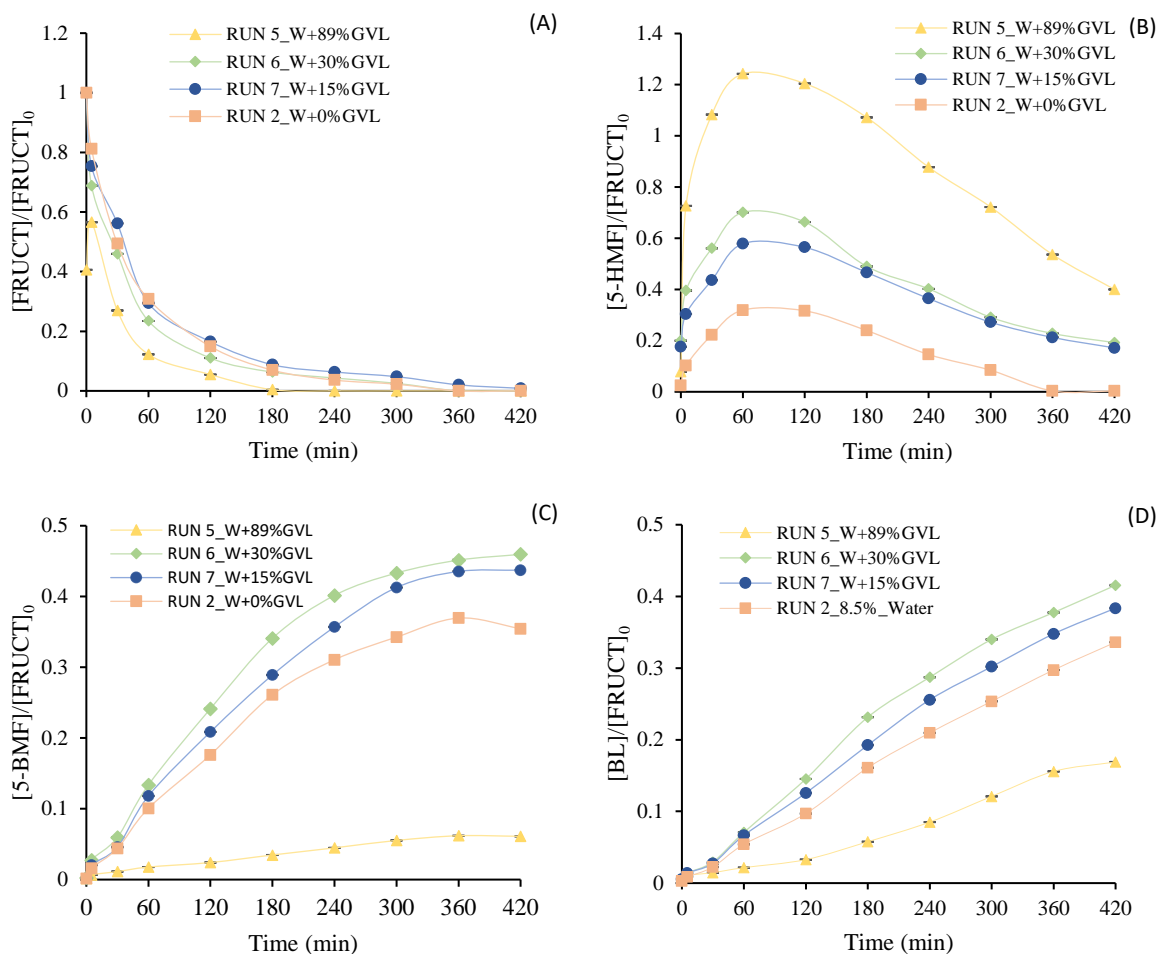 (A)
RUN 5_W+89%GVL
RUN 6_W+30%GVL
RUN 7_W+15%GVL
RUN 2_W+0%GVL
[FRUCT]/[FRUCT]0
1.2
1
0.8
0.6
0.4
0.2
0
0 60 120 180 240 300 360 420
Time (min)
(B)
RUN 5_W+89%GVL
RUN 6_W+30%GVL
RUN 7_W+15%GVL
RUN 2_W+0%GVL
[5-HMF]/[FRUCT]0
1.4
1.2
1
0.8
0.6
0.4
0.2
0
0 60 120 180 240 300 360 420
Time (min)
(C)
RUN 5_W+89%GVL
RUN 6_W+30%GVL
RUN 7_W+15%GVL
RUN 2_W+0%GVL
[5-BMF]/[FRUCT]0
0.5
0.4
0.3
0.2
0.1
0
0 60 120 180 240 300 360 420
Time (min)
(D)
RUN 5_W+89%GVL
RUN 6_W+30%GVL
RUN 7_W+15%GVL
RUN 2_8.5%_Water
[BL]/[FRUCT]0
0.5
0.4
0.3
0.2
0.1
0
0 60 120 180 240 300 360 420
Time (min)